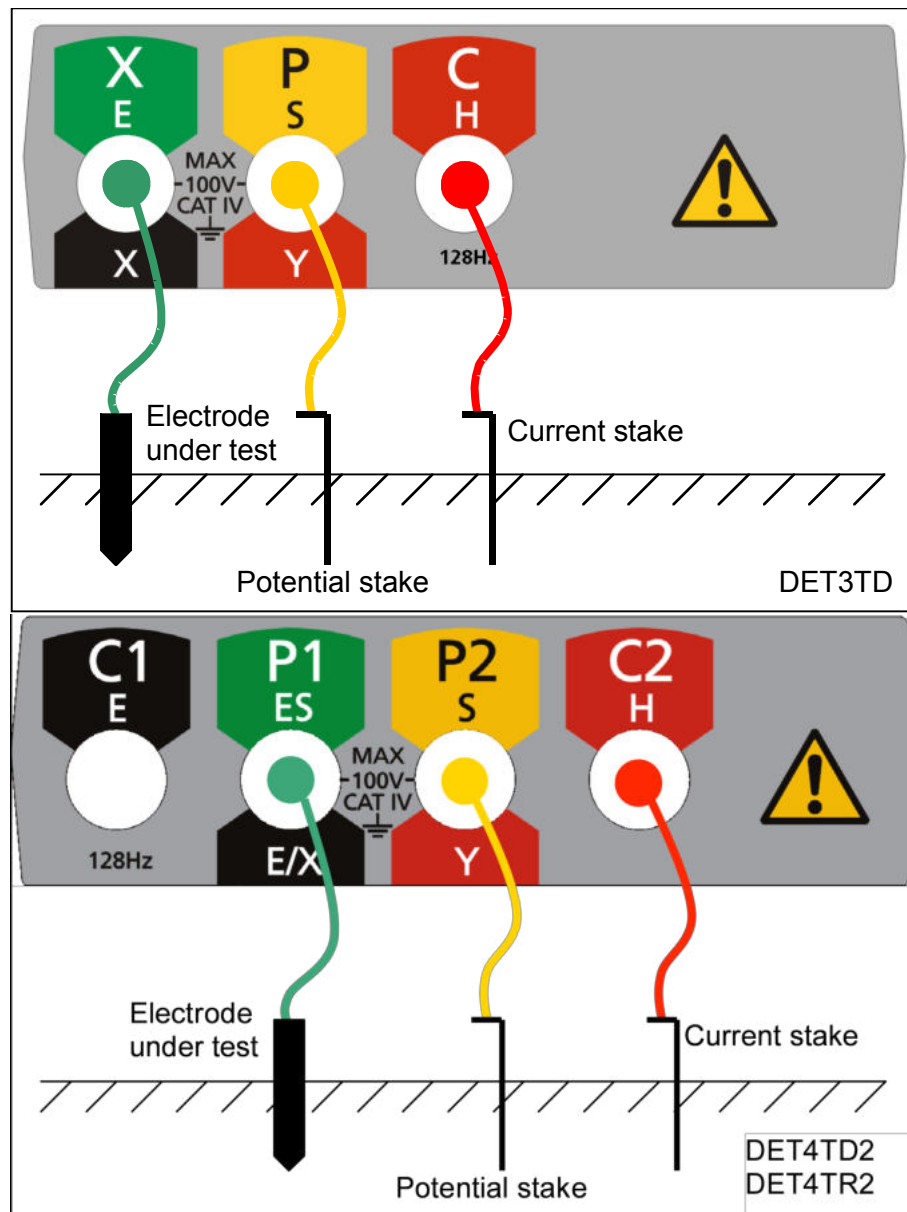 X P C
E S H
MAX
100V
CAT IV
X Y 128Hz
Electrode
under test
Current stake
Potential stake
DET3TD
C1 P1 P2 C2
E ES S H
MAX
100V
CAT IV
128Hz E/X Y
Electrode
under test
Current stake
Potential stake
DET4TD2
DET4TR2